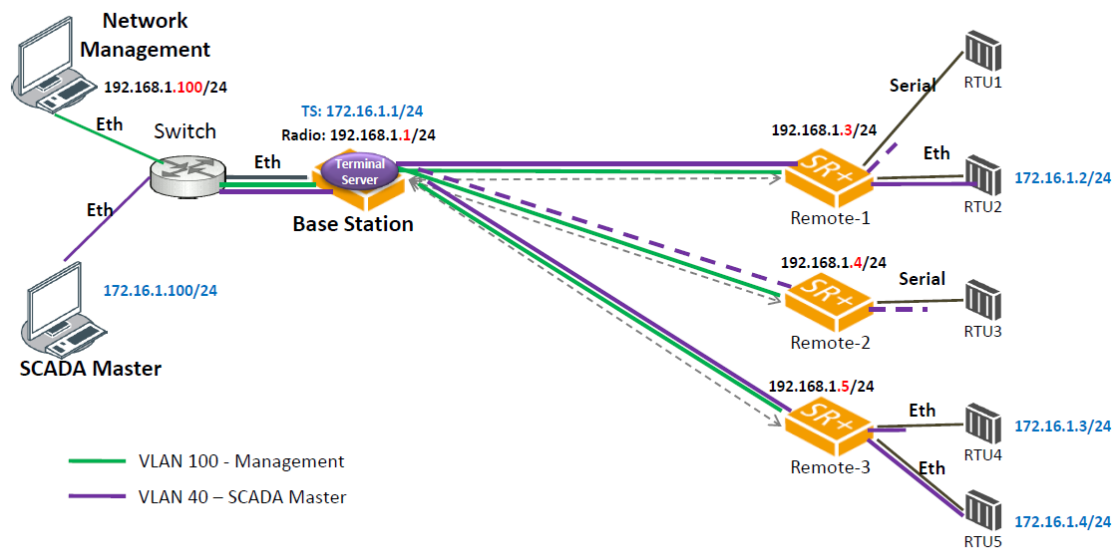 Network
Management
192.168.1.100/24
Eth
Switch
Eth
TS: 172.16.1.1/24
Radio: 192.168.1.1/24
Terminal
Server
Base Station
Eth
172.16.1.100/24
SCADA Master
192.168.1.3/24
SR+
Remote-1
Serial
RTU1
Eth
172.16.1.2/24
RTU2
192.168.1.4/24
SR+
Remote-2
Serial
RTU3
192.168.1.5/24
SR+
Remote-3
Eth
172.16.1.3/24
RTU4
Eth
172.16.1.4/24
RTU5
VLAN 100 - Management
VLAN 40 – SCADA Master